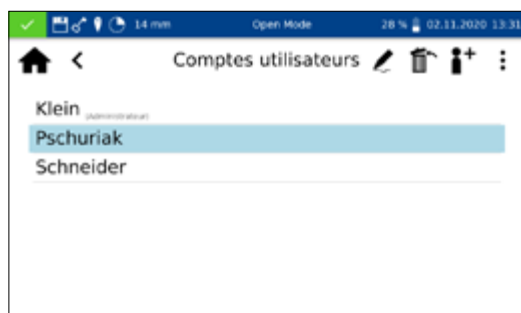 14 mm Open Mode 28 % 02.11.2020 13:31
Comptes utilisateurs
Klein (Administrateur)
Pschuriak
Schneider